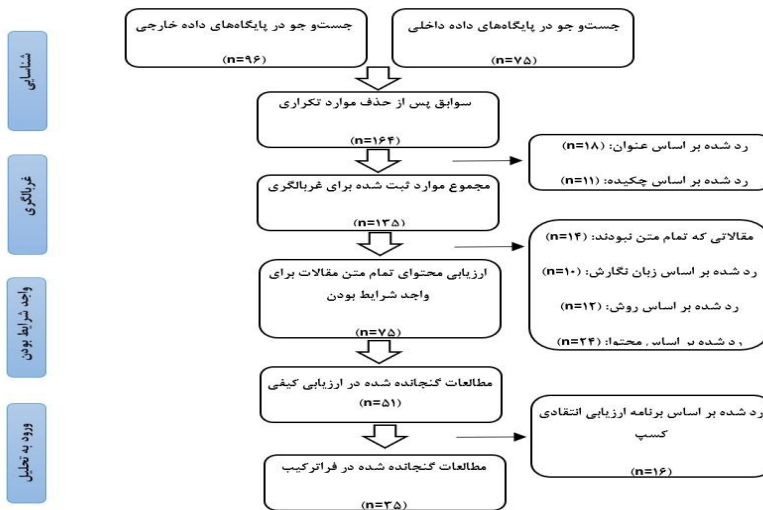 جست‌و جو در پایگاه‌های داده داخلی
(n=۷۵)
جست‌و جو در پایگاه‌های داده خارجی
(n=۹۶)
شناسایی
سوابق پس از حذف موارد تکراری
(n=۱۶۴)
رد شده بر اساس عنوان: (n=۱۸)
رد شده بر اساس چکیده: (n=۱۱)
غربالگری
مجموع موارد ثبت شده برای غربالگری
(n=۱۳۵)
مقالاتی که تمام متن نبودند: (n=۱۴)
رد شده بر اساس زبان نگارش: (n=۱۰)
رد شده بر اساس روش: (n=۱۲)
رد شده بر اساس محتوا: (n=۲۴)
واجد شرایط بودن
ارزیابی محتوای تمام متن مقالات برای
واجد شرایط بودن
(n=۷۵)
مطالعات گنجانده شده در ارزیابی کیفی
(n=۵۱)
رد شده بر اساس برنامه ارزیابی انتقادی
کسپ
(n=۱۶)
ورود به تحلیل
مطالعات گنجانده شده در فراترکیب
(n=۳۵)